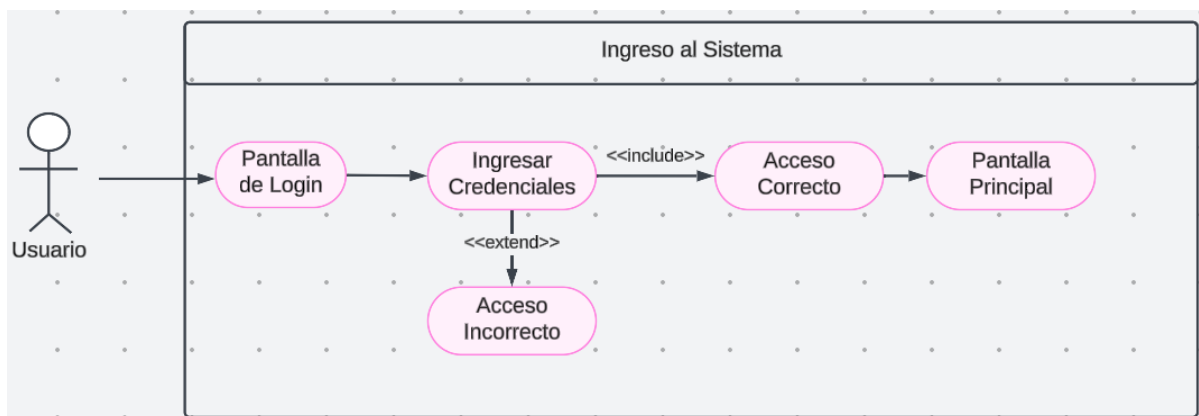 Ingreso al Sistema
Usuario
Pantalla
de Login
Ingresar
Credenciales
<<include>>
Acceso
Correcto
Pantalla
Principal
<<extend>>
Acceso
Incorrecto